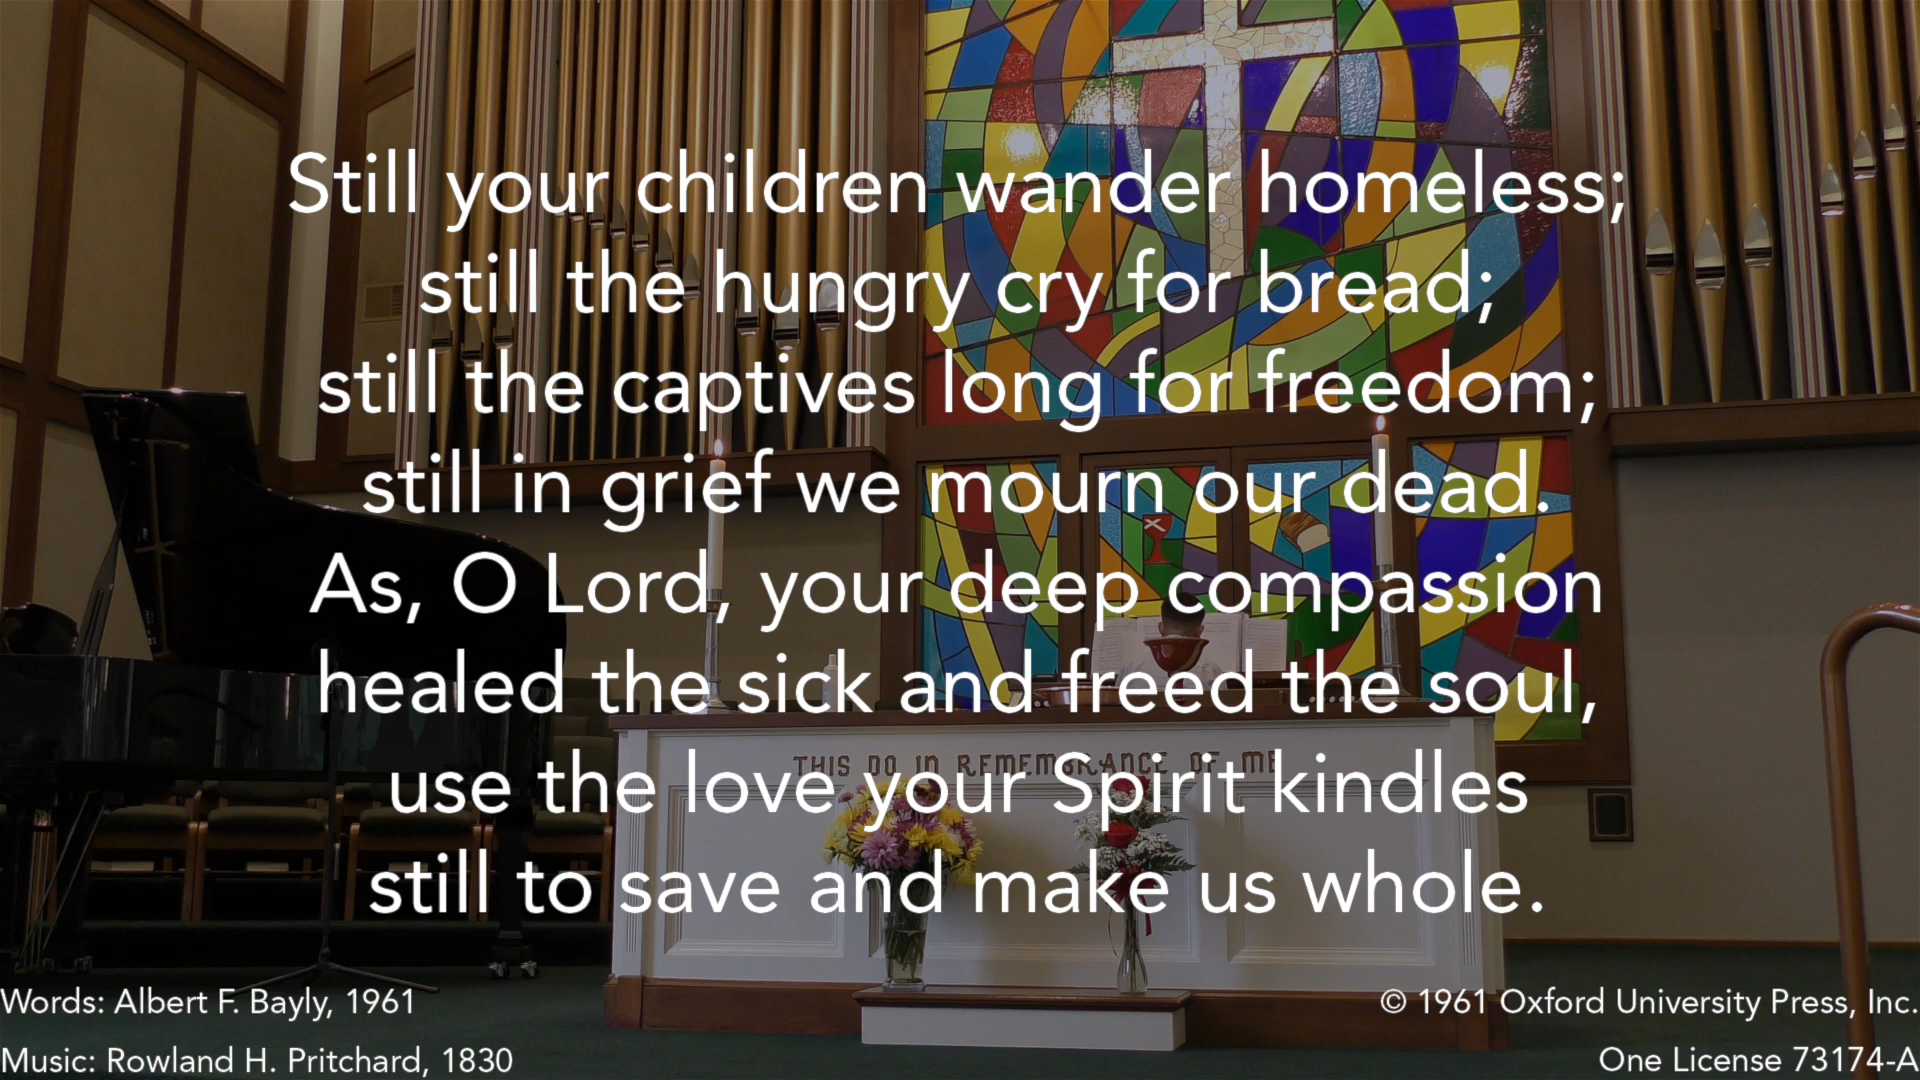 Still your children wander homeless;
still the hungry cry for bread;
still the captives long for freedom;
still in grief we mourn our dead.
As, O Lord, your deep compassion
healed the sick and freed the soul,
THIS DO IN REMEMBRANCE OF ME
use the love your Spirit kindles
still to save and make us whole.
Words: Albert F. Bayly, 1961
Music: Rowland H. Pritchard, 1830
© 1961 Oxford University Press, Inc.
One License 73174-A